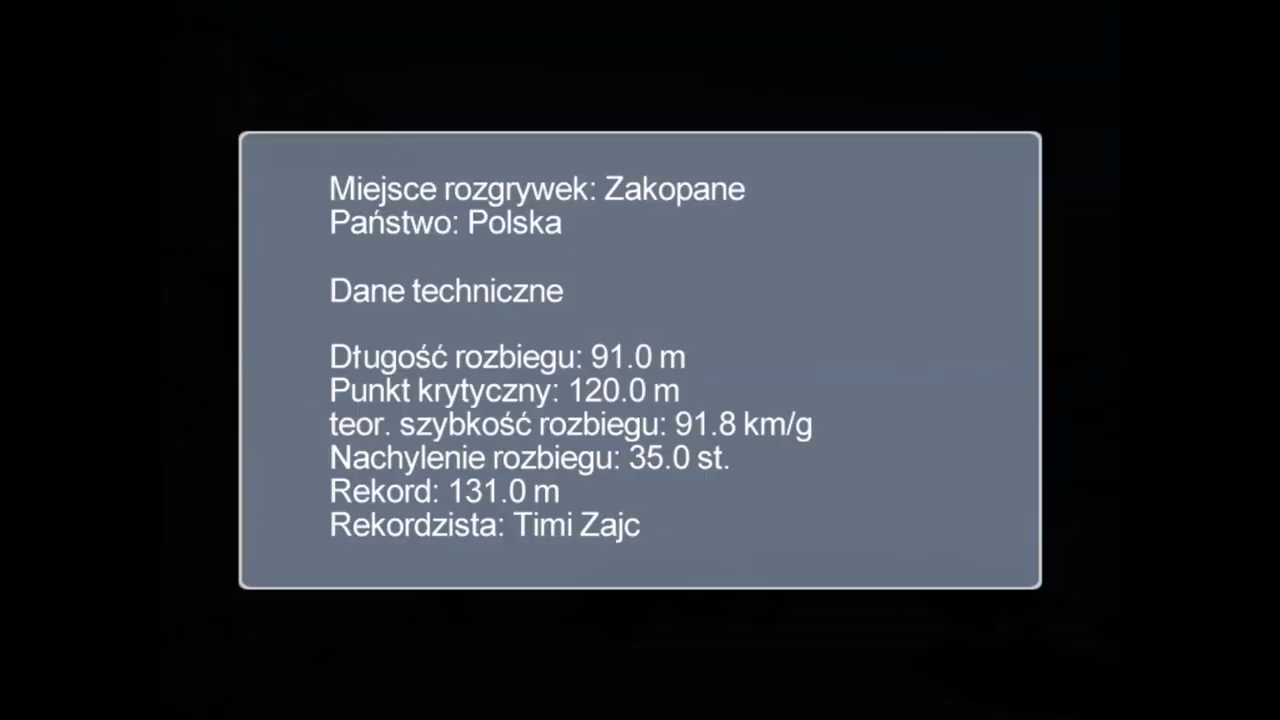 Miejsce rozgrywek: Zakopane
Państwo: Polska
Dane techniczne
Długość rozbiegu: 91.0 m
Punkt krytyczny: 120.0 m
teor. szybkość rozbiegu: 91.8 km/g
Nachylenie rozbiegu: 35.0 st.
Rekord: 131.0 m
Rekordzista: Timi Zajc